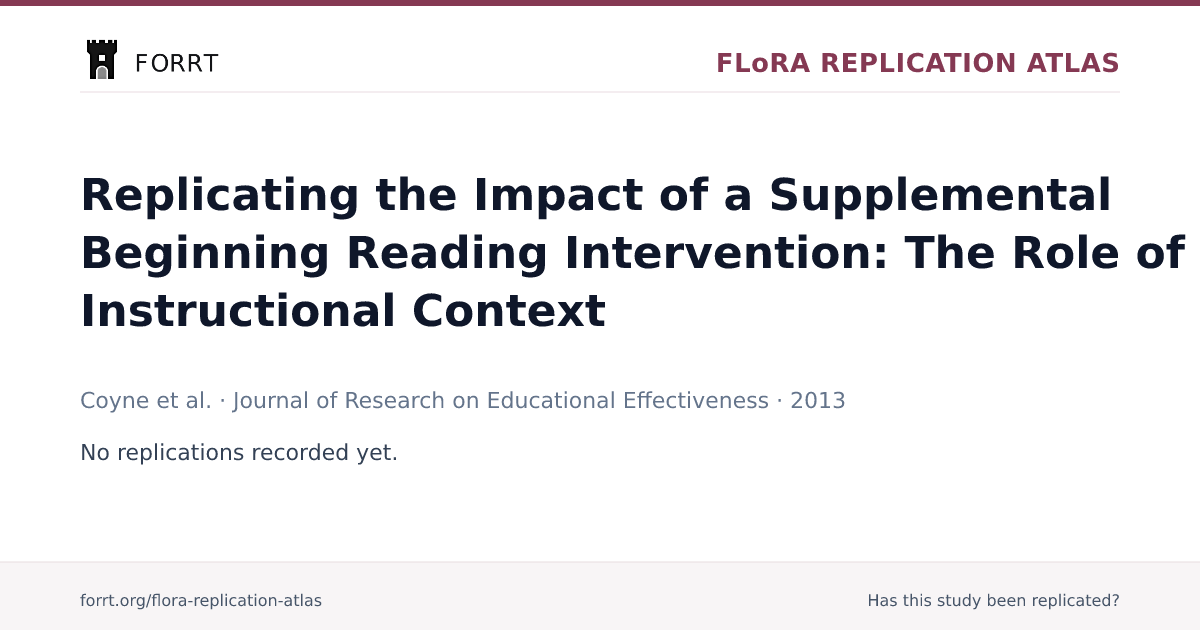 FORRT
FLoRA REPLICATION ATLAS
Replicating the Impact of a Supplemental
Beginning Reading Intervention: The Role of
Instructional Context
Coyne et al. · Journal of Research on Educational Effectiveness · 2013
No replications recorded yet.
forrt.org/flora-replication-atlas
Has this study been replicated?